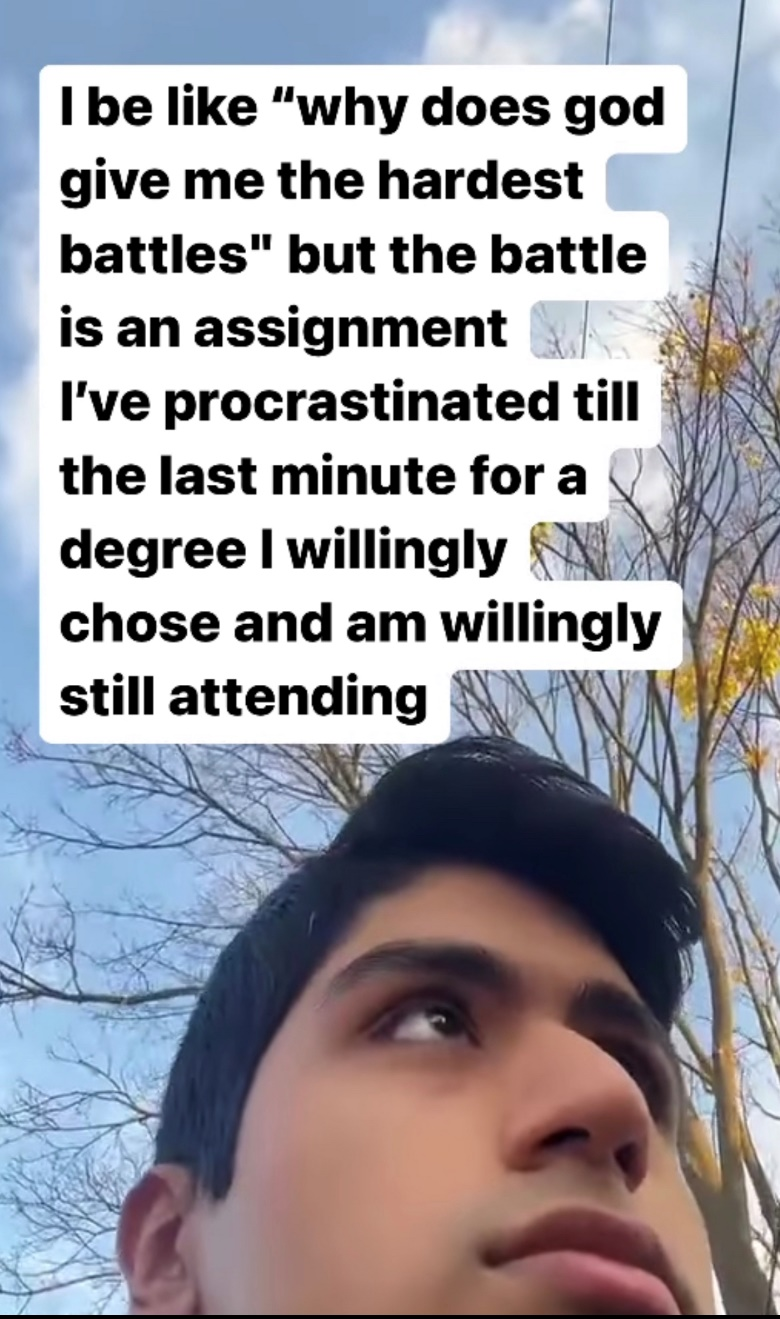 I be like “why does god
give me the hardest
battles" but the battle
is an assignment
I’ve procrastinated till
the last minute for a
degree I willingly
chose and am willingly
still attending